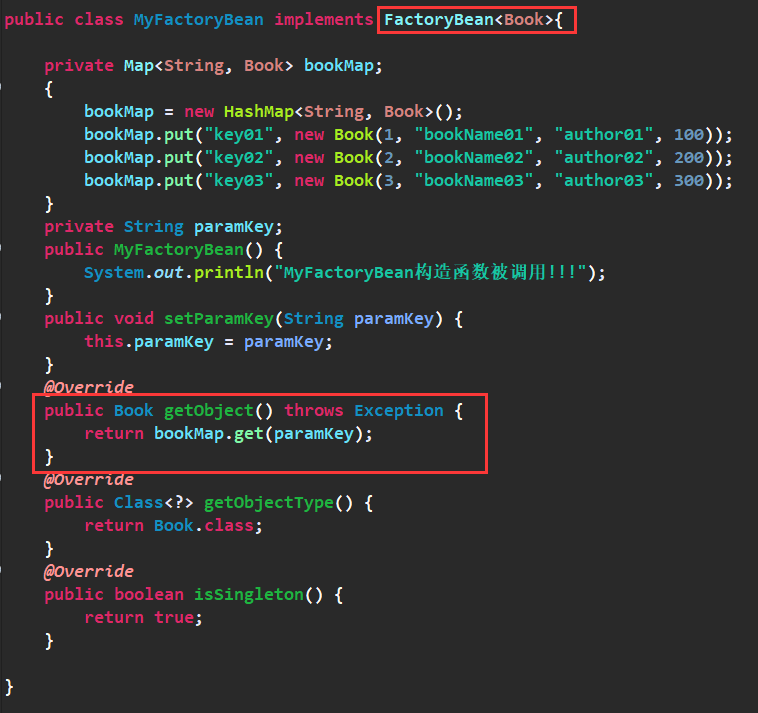 public class MyFactoryBean implements FactoryBean<Book>{
private Map<String, Book> bookMap;
{
bookMap = new HashMap<String, Book>();
bookMap.put("key01", new Book(1, "bookName01", "author01", 100));
bookMap.put("key02", new Book(2, "bookName02", "author02", 200));
bookMap.put("key03", new Book(3, "bookName03", "author03", 300));
}
private String paramKey;
public MyFactoryBean() {
System.out.println("MyFactoryBean构造函数被调用!!!");
}
public void setParamKey(String paramKey) {
this.paramKey = paramKey;
}
@Override
public Book getObject() throws Exception {
return bookMap.get(paramKey);
}
@Override
public Class<?> getObjectType() {
return Book.class;
}
@Override
public boolean isSingleton() {
return true;
}
}